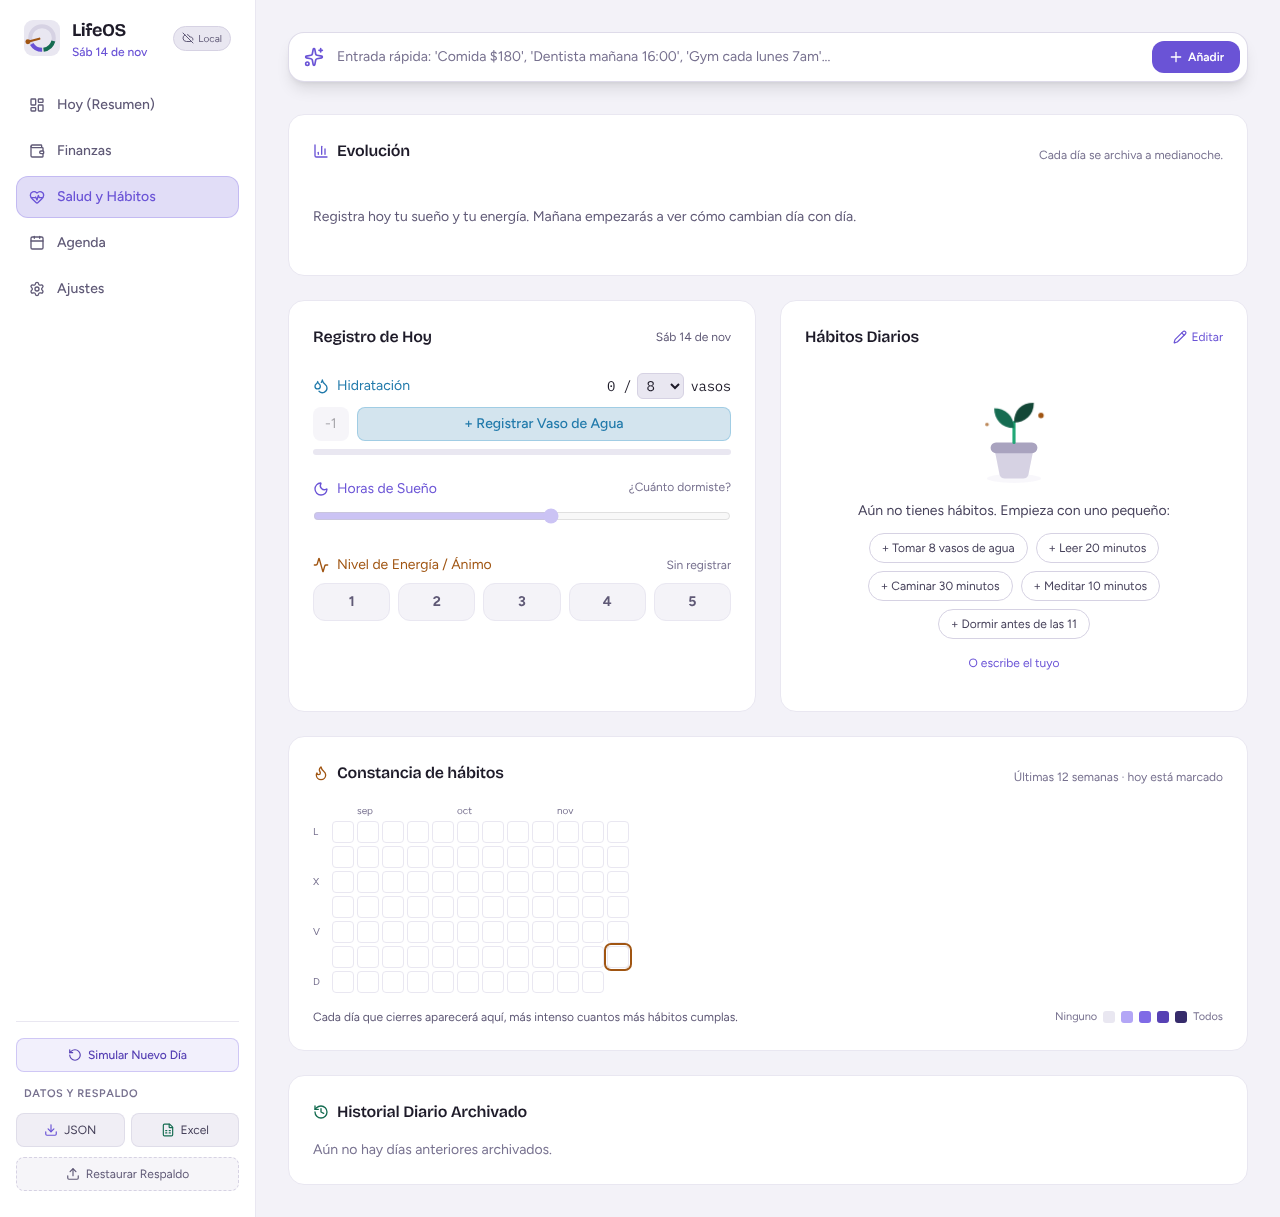 LifeOS
Sáb 14 de nov
Local
Hoy (Resumen)
Finanzas
Salud y Hábitos
Agenda
Ajustes
Simular Nuevo Día
DATOS Y RESPALDO
JSON
Excel
Restaurar Respaldo
Entrada rápida: 'Comida $180', 'Dentista mañana 16:00', 'Gym cada lunes 7am'...
Añadir
Evolución
Cada día se archiva a medianoche.
Registra hoy tu sueño y tu energía. Mañana empezarás a ver cómo cambian día con día.
Registro de Hoy
Sáb 14 de nov
Hidratación
0 / 8 vasos
-1
+ Registrar Vaso de Agua
Horas de Sueño
¿Cuánto dormiste?
Nivel de Energía / Ánimo
Sin registrar
1 2 3 4 5
Hábitos Diarios
Editar
Aún no tienes hábitos. Empieza con uno pequeño:
+ Tomar 8 vasos de agua
+ Leer 20 minutos
+ Caminar 30 minutos
+ Meditar 10 minutos
+ Dormir antes de las 11
O escribe el tuyo
Constancia de hábitos
Últimas 12 semanas · hoy está marcado
sep oct nov
L
X
V
D
Cada día que cierres aparecerá aquí, más intenso cuantos más hábitos cumplas.
Ninguno
Todos
Historial Diario Archivado
Aún no hay días anteriores archivados.